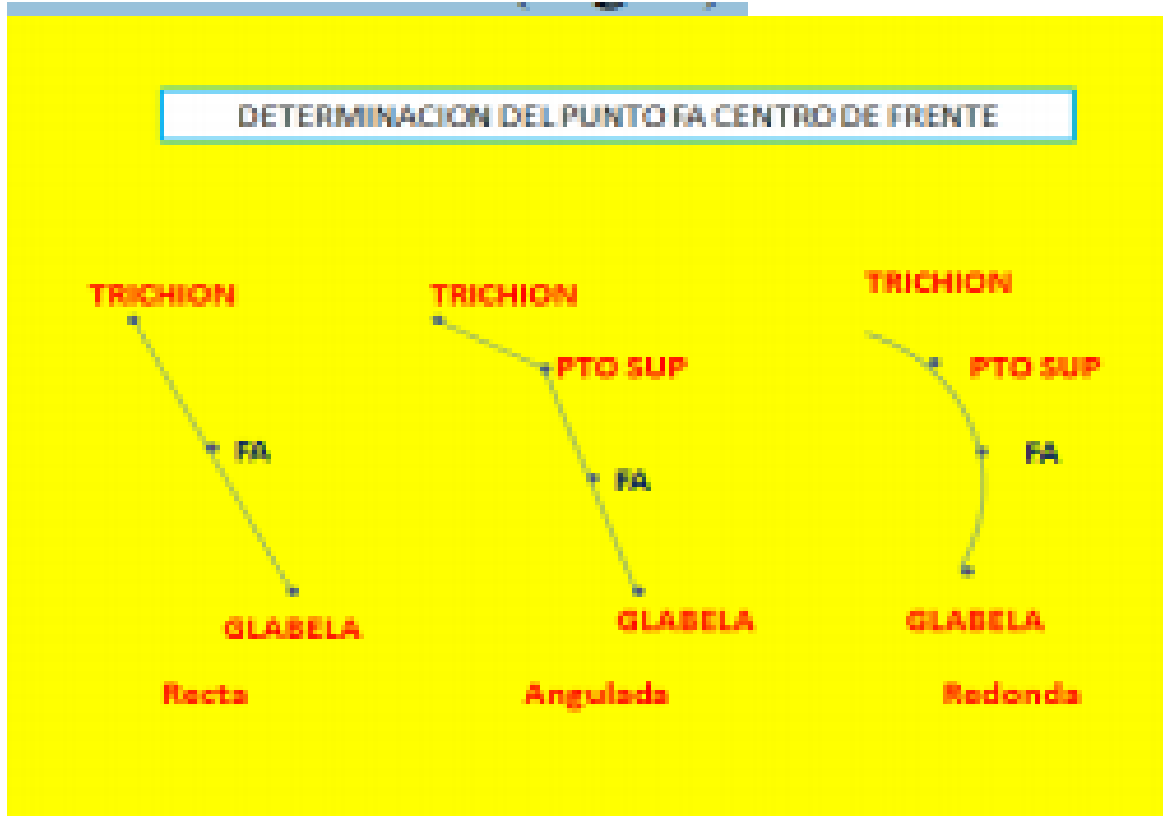 DETERMINACION DEL PUNTO FA CENTRO DE FRENTE
TRICHION
FA
GLABELA
Recta
TRICHION
PTO SUP
FA
GLABELA
Angulada
TRICHION
PTO SUP
FA
GLABELA
Redonda